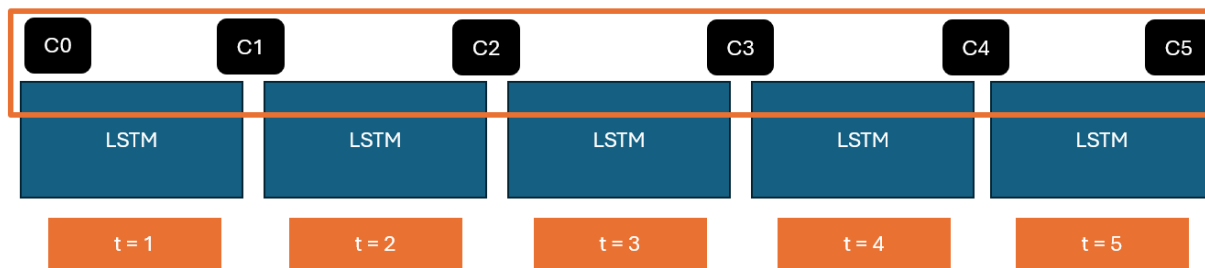 C0 C1 C2 C3 C4 C5
LSTM LSTM LSTM LSTM LSTM
t = 1 t = 2 t = 3 t = 4 t = 5